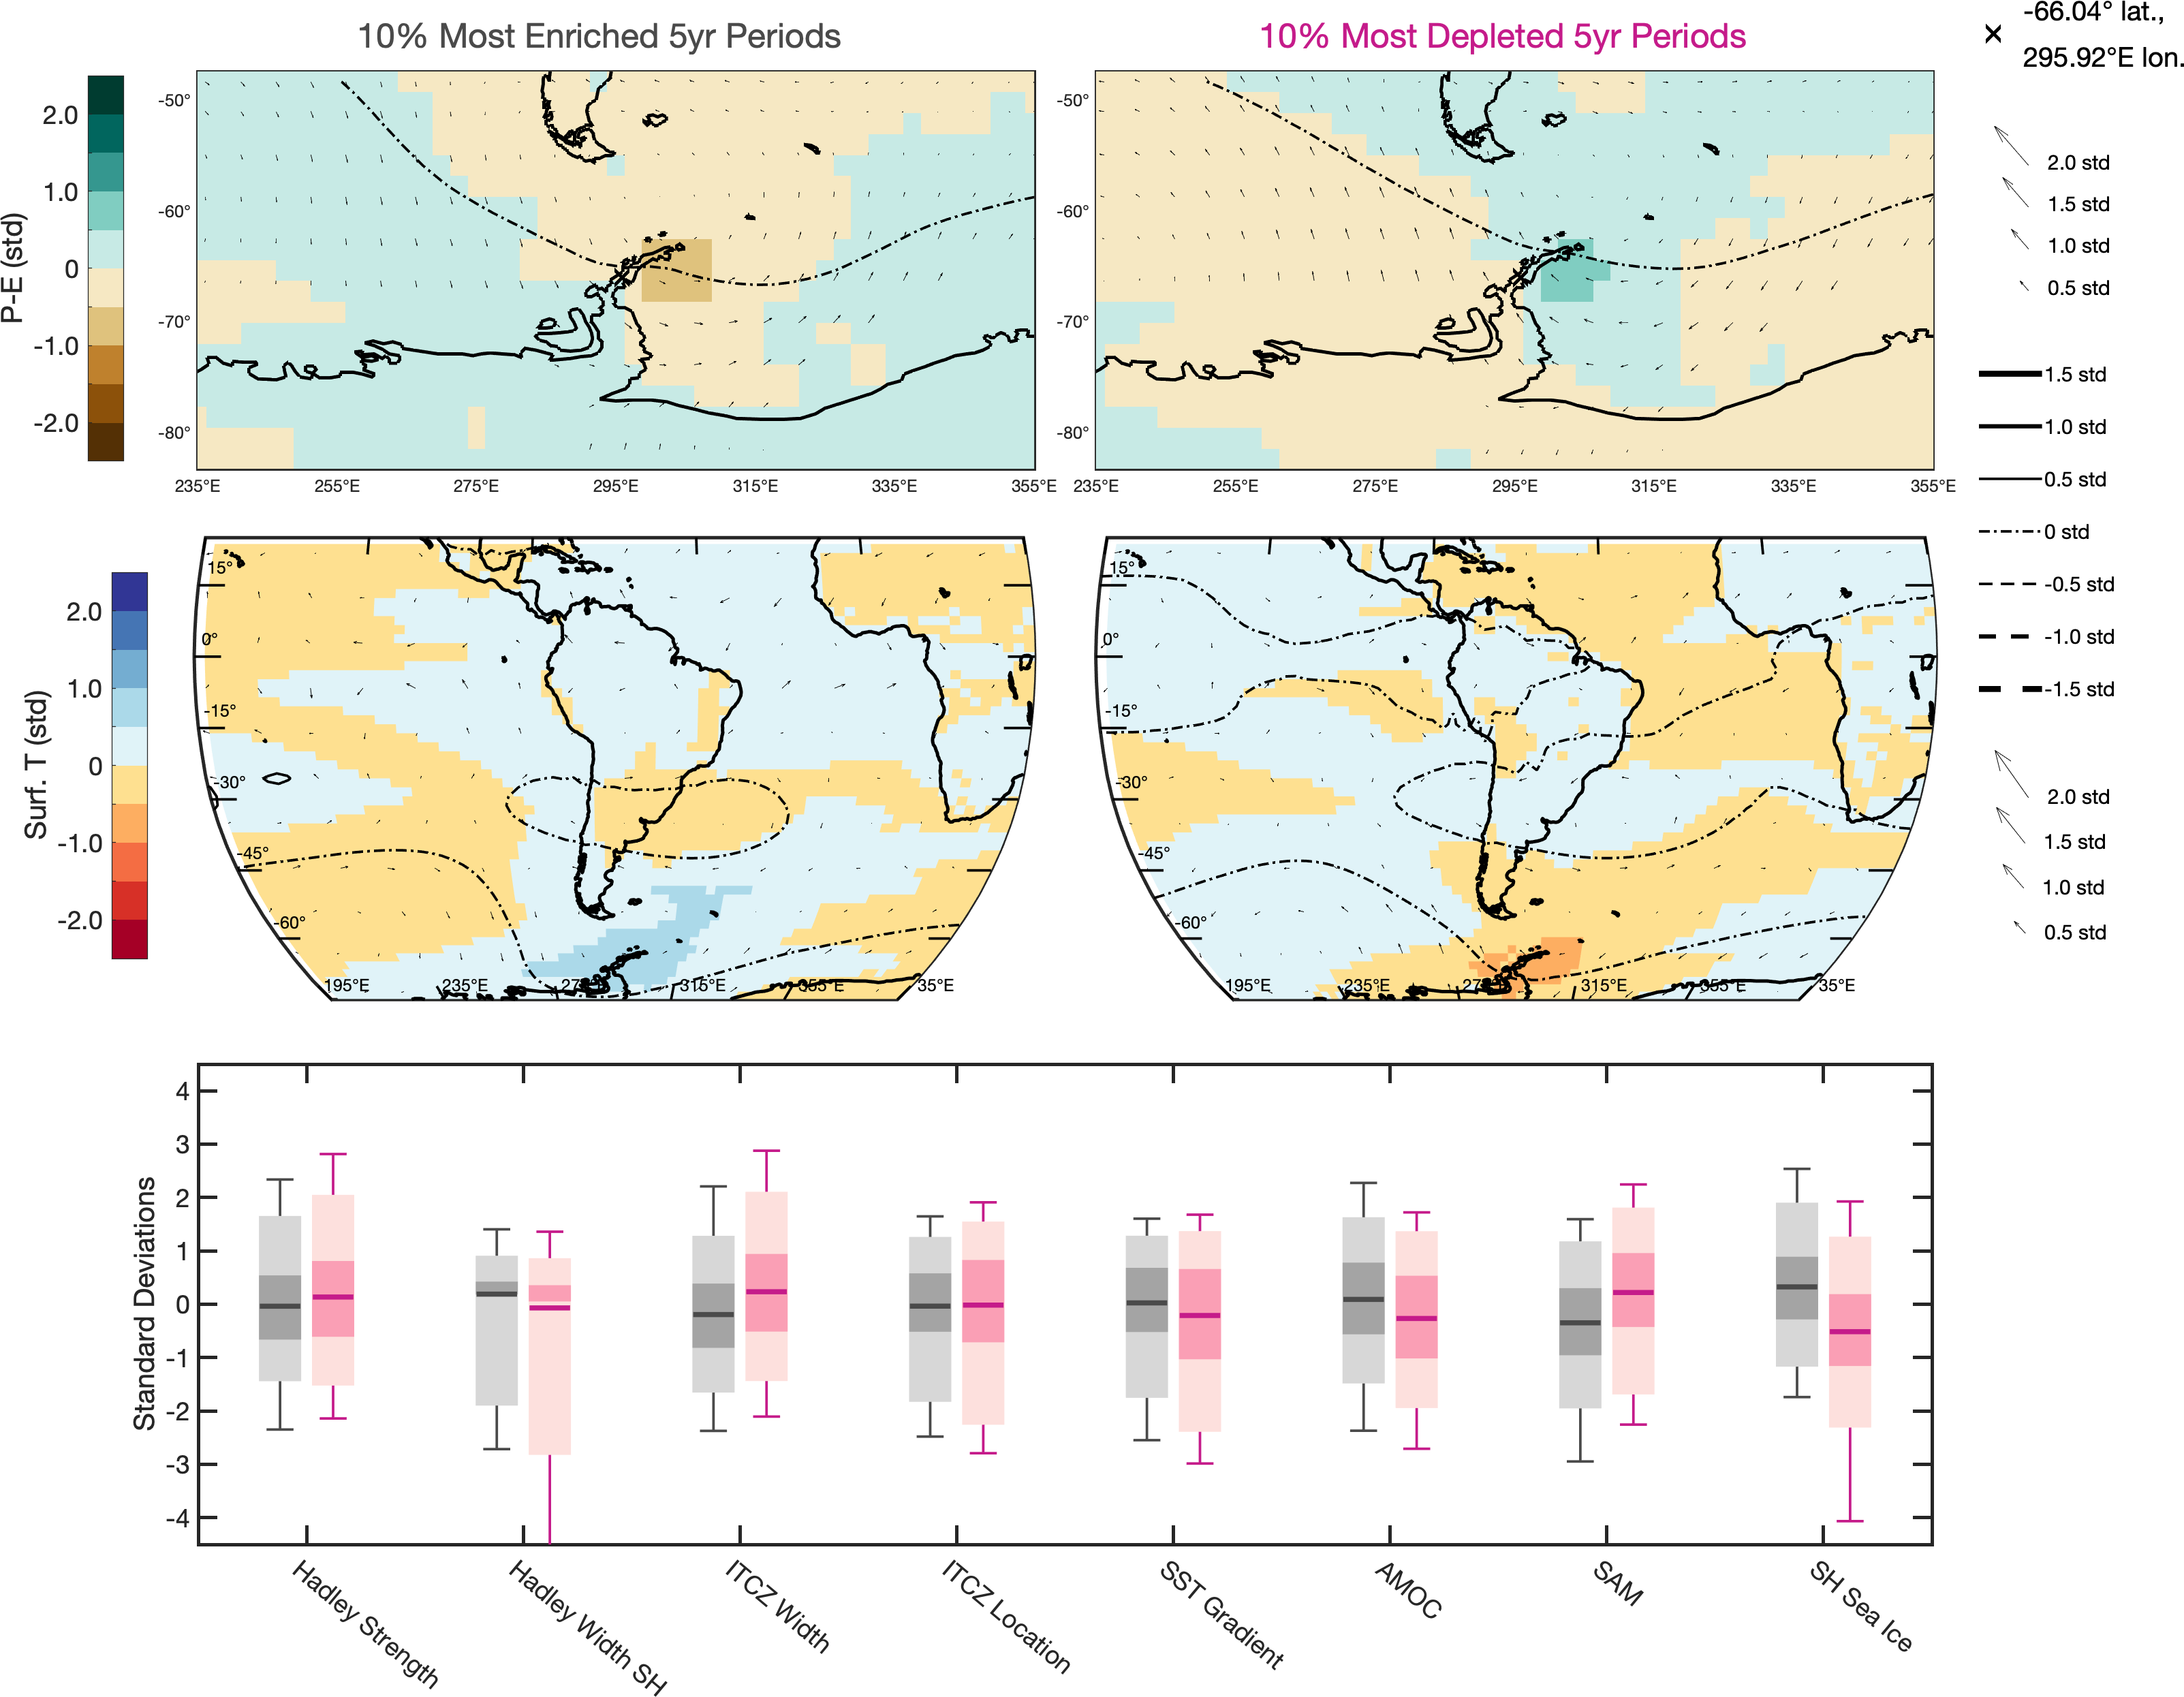 10% Most Enriched 5yr Periods
10% Most Depleted 5yr Periods
-66.04° lat.,
295.92°E lon.
P-E (std)
2.0
1.0
0
-1.0
-2.0
-50°
-60°
-70°
-80°
235°E 255°E 275°E 295°E 315°E 335°E 355°E
-50°
-60°
-70°
-80°
235°E 255°E 275°E 295°E 315°E 335°E 355°E
2.0 std
1.5 std
1.0 std
0.5 std
1.5 std
1.0 std
0.5 std
0 std
-0.5 std
-1.0 std
-1.5 std
2.0 std
1.5 std
1.0 std
0.5 std
Surf. T (std)
2.0
1.0
0
-1.0
-2.0
15°
0°
-15°
-30°
-45°
-60°
195°E 235°E 315°E 355°E 35°E
15°
0°
-15°
-30°
-45°
-60°
195°E 235°E 315°E 355°E 35°E
Standard Deviations
4
3
2
1
0
-1
-2
-3
-4
Hadley Strength
Hadley Width SH
ITCZ Width
ITCZ Location
SST Gradient
AMOC
SAM
SH Sea Ice